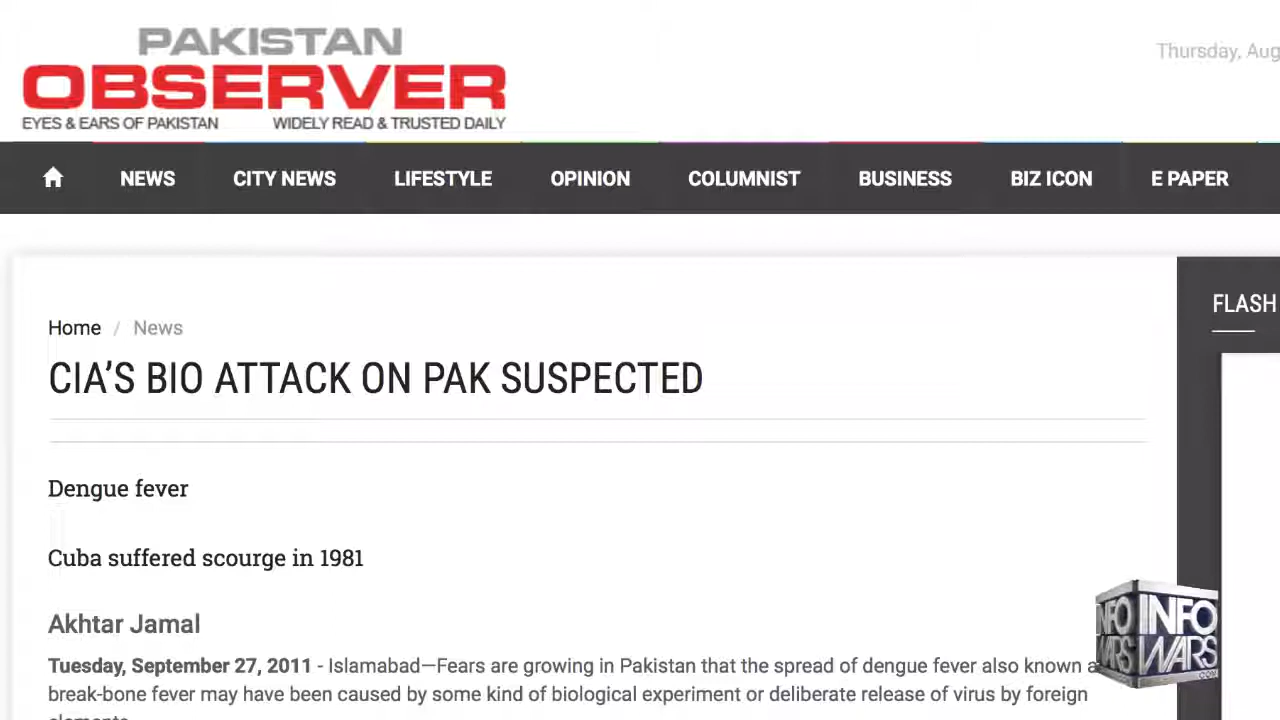 PAKISTAN
OBSERVER
EYES & EARS OF PAKISTAN WIDELY READ & TRUSTED DAILY
Thursday, Aug
NEWS CITY NEWS LIFESTYLE OPINION COLUMNIST BUSINESS BIZ ICON E PAPER
FLASH
Home / News
CIA'S BIO ATTACK ON PAK SUSPECTED
Dengue fever
Cuba suffered scourge in 1981
Akhtar Jamal
Tuesday, September 27, 2011 - Islamabad—Fears are growing in Pakistan that the spread of dengue fever also known
break-bone fever may have been caused by some kind of biological experiment or deliberate release of virus by foreign
INFO INFO
WARS WARS
.COM